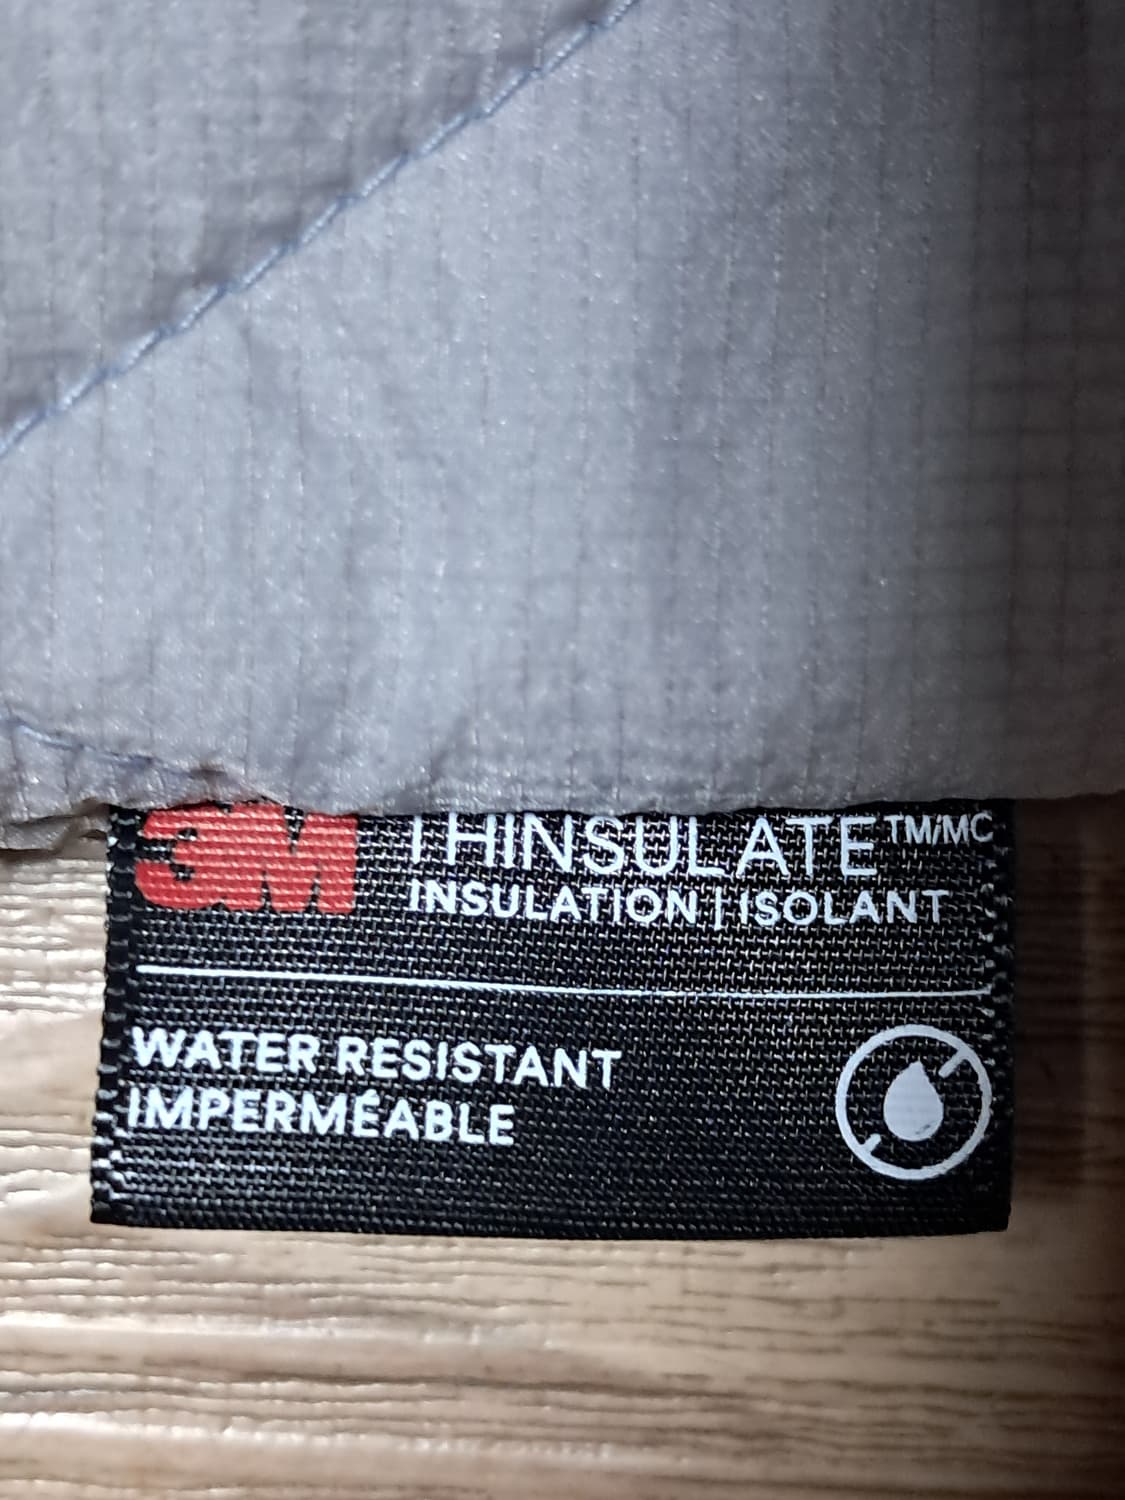 3M THINSULATE™/MC
INSULATION | ISOLANT
WATER RESISTANT
IMPERMÉABLE